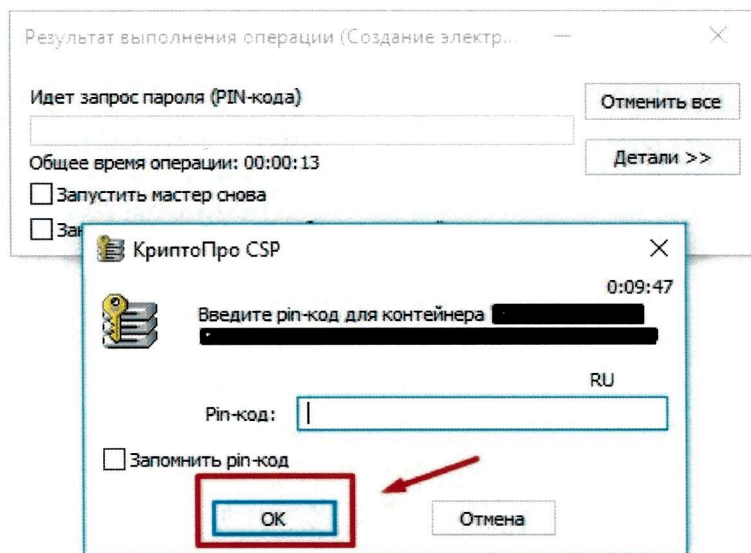 Результат выполнения операции (Создание электр...
Идет запрос пароля (PIN-кода)
Отменить все
Общее время операции: 00:00:13
Детали >>
Запустить мастер снова
КриптоПро CSP
0:09:47
Введите pin-код для контейнера
RU
Pin-код:
Запомнить pin-код
OK
Отмена